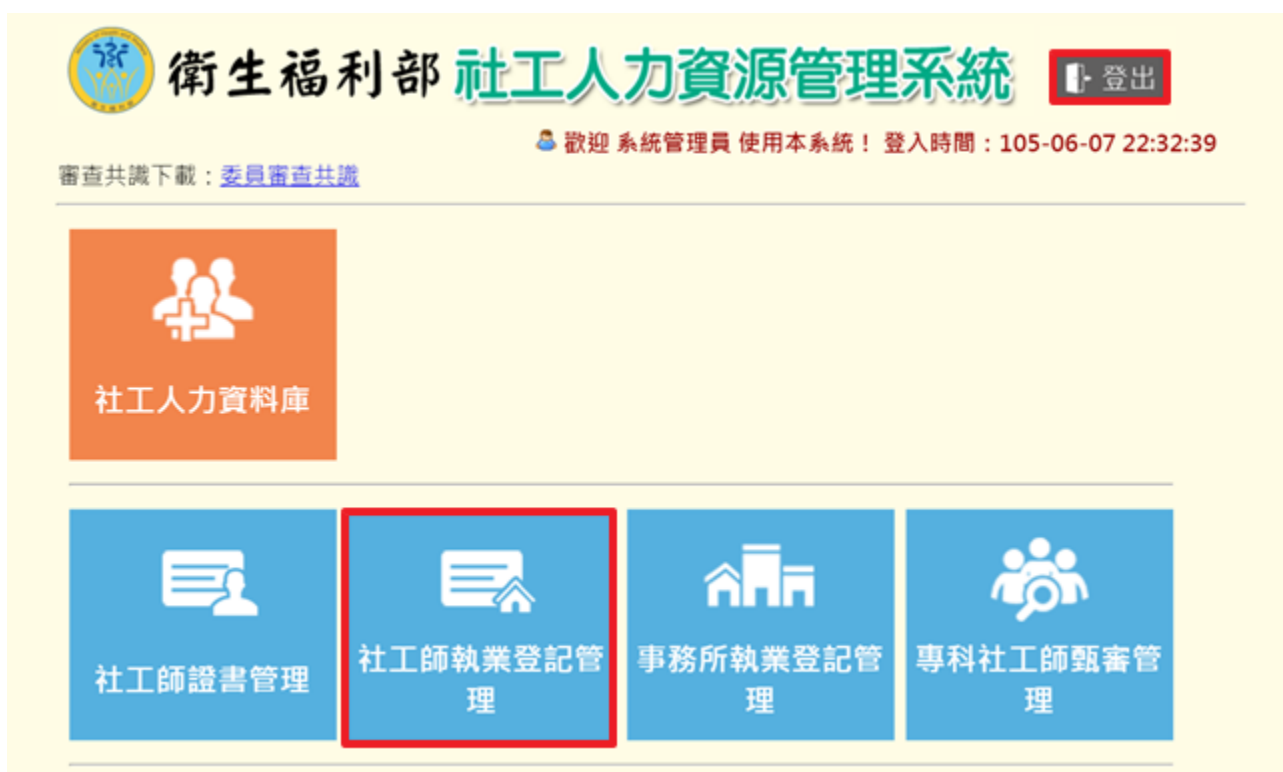 衛生福利部 社工人力資源管理系統 登出
歡迎 系統管理員 使用本系統！ 登入時間：105-06-07 22:32:39
審查共識下載：委員審查共識
社工人力資料庫
社工師證書管理
社工師執業登記管
理
事務所執業登記管
理
專科社工師甄審管
理